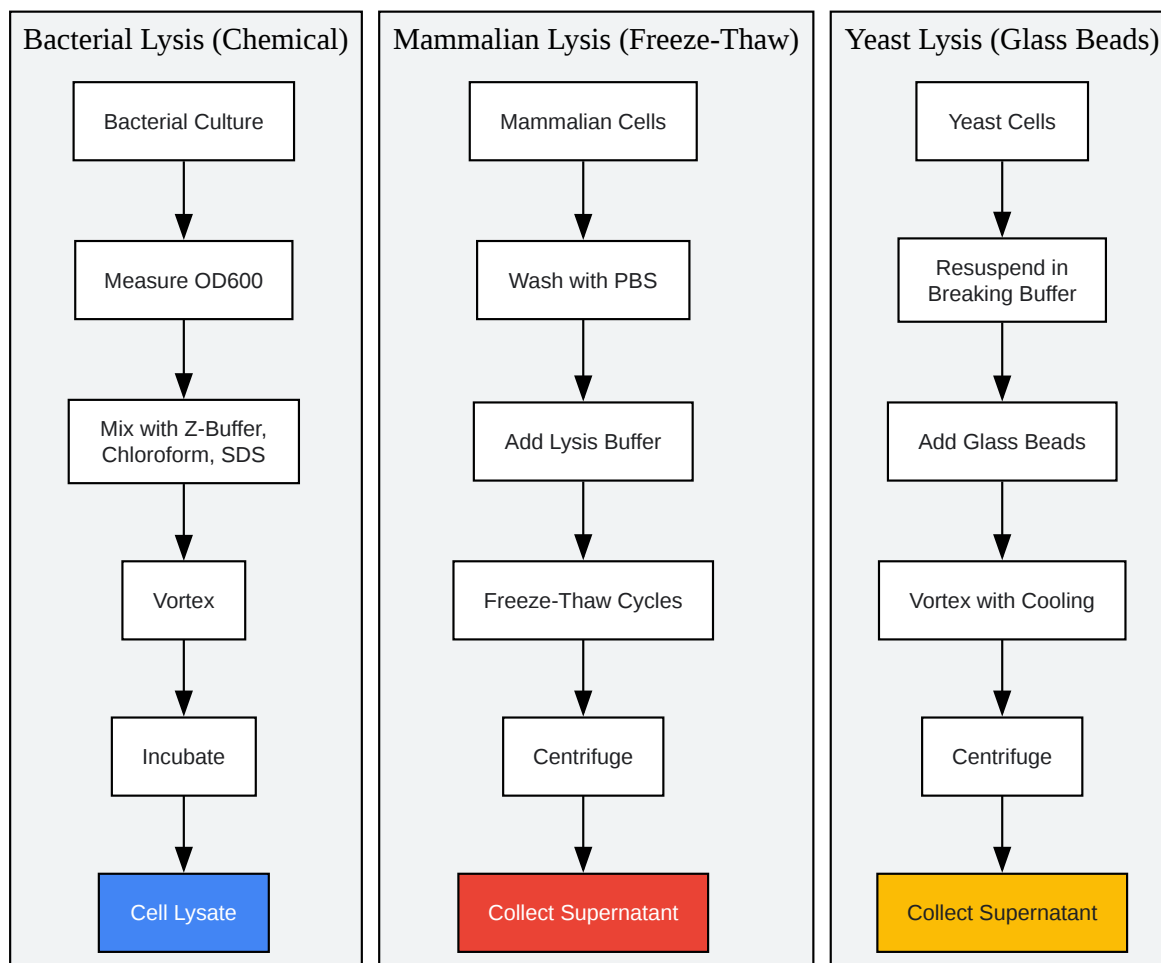 Bacterial Lysis (Chemical)
Bacterial Culture
Measure OD600
Mix with Z-Buffer,
Chloroform, SDS
Vortex
Incubate
Cell Lysate
Mammalian Lysis (Freeze-Thaw)
Mammalian Cells
Wash with PBS
Add Lysis Buffer
Freeze-Thaw Cycles
Centrifuge
Collect Supernatant
Yeast Lysis (Glass Beads)
Yeast Cells
Resuspend in
Breaking Buffer
Add Glass Beads
Vortex with Cooling
Centrifuge
Collect Supernatant